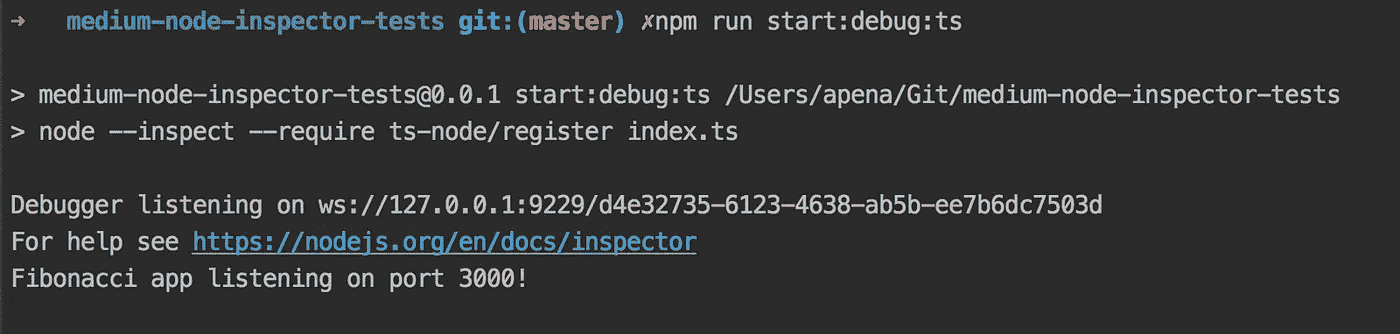 ➜ medium-node-inspector-tests git:(master) ✗npm run start:debug:ts
> medium-node-inspector-tests@0.0.1 start:debug:ts /Users/apena/Git/medium-node-inspector-tests
> node --inspect --require ts-node/register index.ts
Debugger listening on ws://127.0.0.1:9229/d4e32735-6123-4638-ab5b-ee7b6dc7503d
For help see https://nodejs.org/en/docs/inspector
Fibonacci app listening on port 3000!